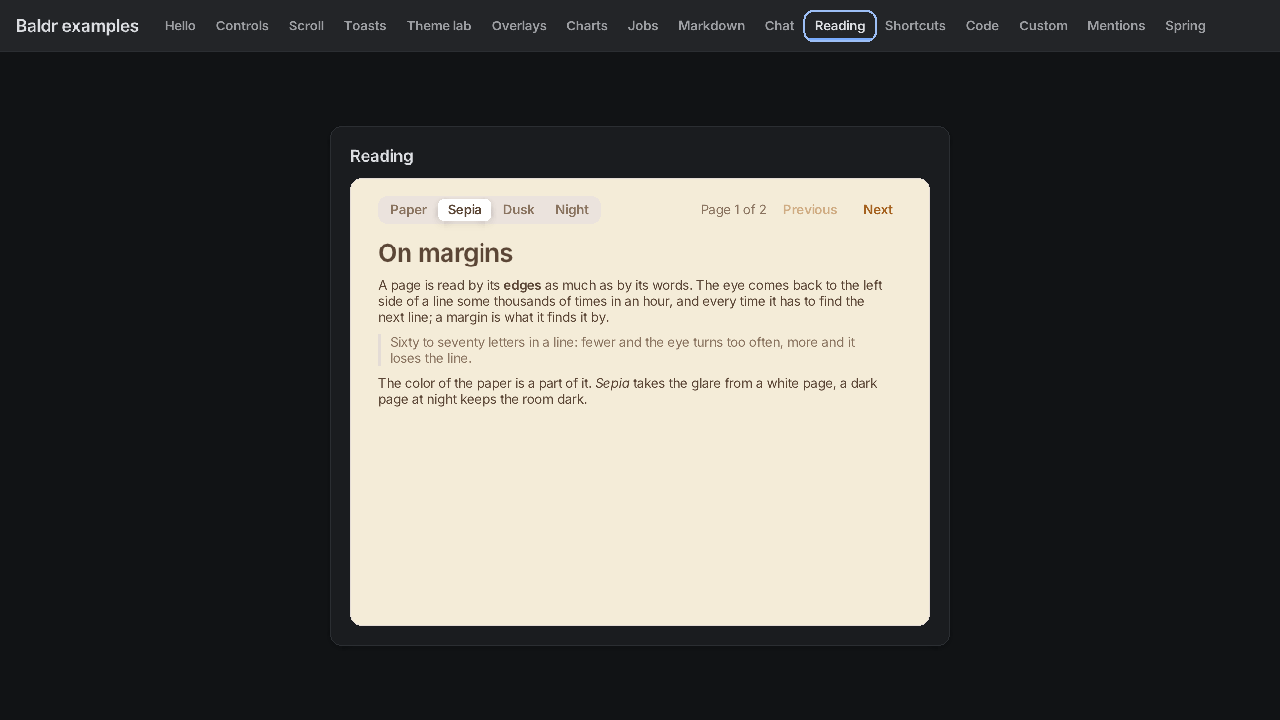 Baldr examples Hello Controls Scroll Toasts Theme lab Overlays Charts Jobs Markdown Chat Reading Shortcuts Code Custom Mentions Spring
Reading
Paper Sepia Dusk Night Page 1 of 2 Previous Next
On margins
A page is read by its edges as much as by its words. The eye comes back to the left
side of a line some thousands of times in an hour, and every time it has to find the
next line; a margin is what it finds it by.
Sixty to seventy letters in a line: fewer and the eye turns too often, more and it
loses the line.
The color of the paper is a part of it. Sepia takes the glare from a white page, a dark
page at night keeps the room dark.